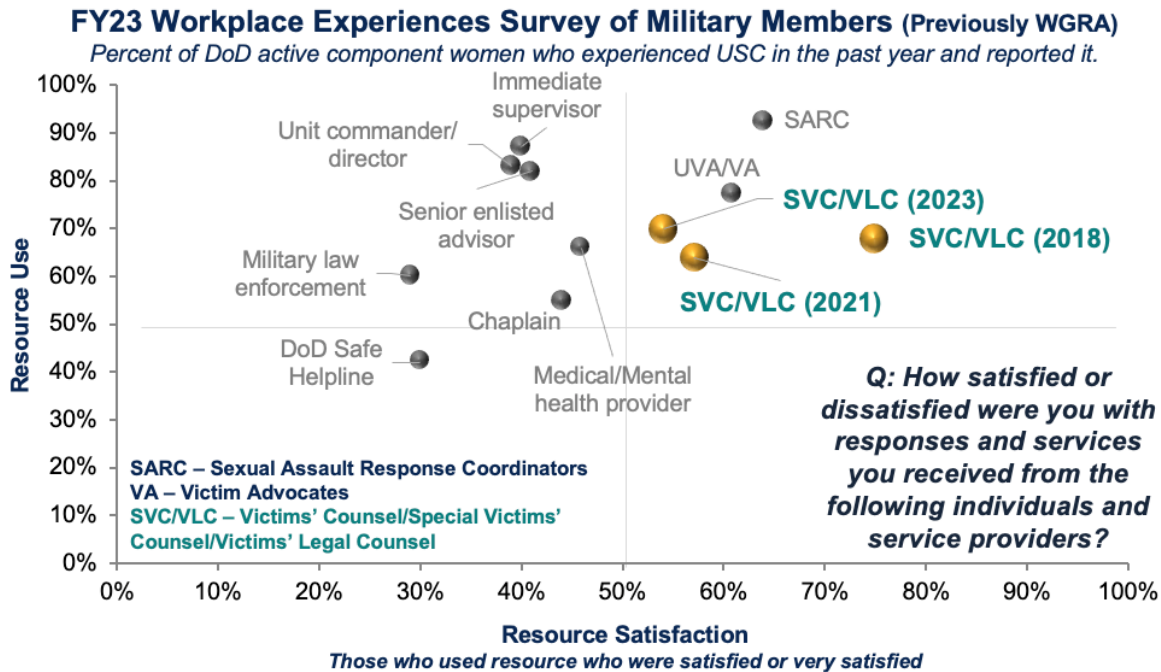 FY23 Workplace Experiences Survey of Military Members (Previously WGRA)
Percent of DoD active component women who experienced USC in the past year and reported it.
100%
90%
80%
70%
60%
50%
40%
30%
20%
10%
0%
Resource Use
Immediate
supervisor
Unit commander/
director
SARC
UVA/VA
SVC/VLC (2023)
Senior enlisted
advisor
SVC/VLC (2018)
Military law
enforcement
SVC/VLC (2021)
Chaplain
DoD Safe
Helpline
Medical/Mental
health provider
Q: How satisfied or
dissatisfied were you with
responses and services
you received from the
following individuals and
service providers?
SARC – Sexual Assault Response Coordinators
VA – Victim Advocates
SVC/VLC – Victims' Counsel/Special Victims'
Counsel/Victims' Legal Counsel
0% 10% 20% 30% 40% 50% 60% 70% 80% 90% 100%
Resource Satisfaction
Those who used resource who were satisfied or very satisfied